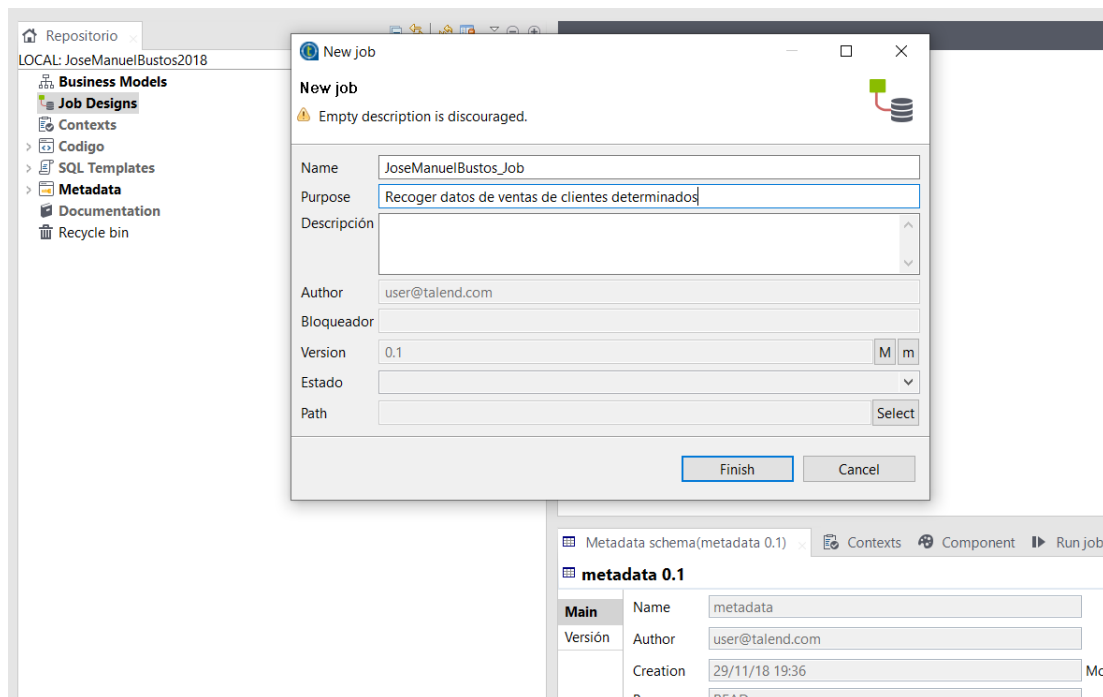 Repositorio
LOCAL: JoseManuelBustos2018
Business Models
Job Designs
Contexts
Codigo
SQL Templates
Metadata
Documentation
Recycle bin
New job
New job
Empty description is discouraged.
Name JoseManuelBustos_Job
Purpose Recoger datos de ventas de clientes determinados
Descripción
Author user@talend.com
Bloqueador
Version 0.1 M m
Estado
Path Select
Finish Cancel
Metadata schema(metadata 0.1) Contexts Component Run job
metadata 0.1
Main
Versión
Name metadata
Author user@talend.com
Creation 29/11/18 19:36 Mo